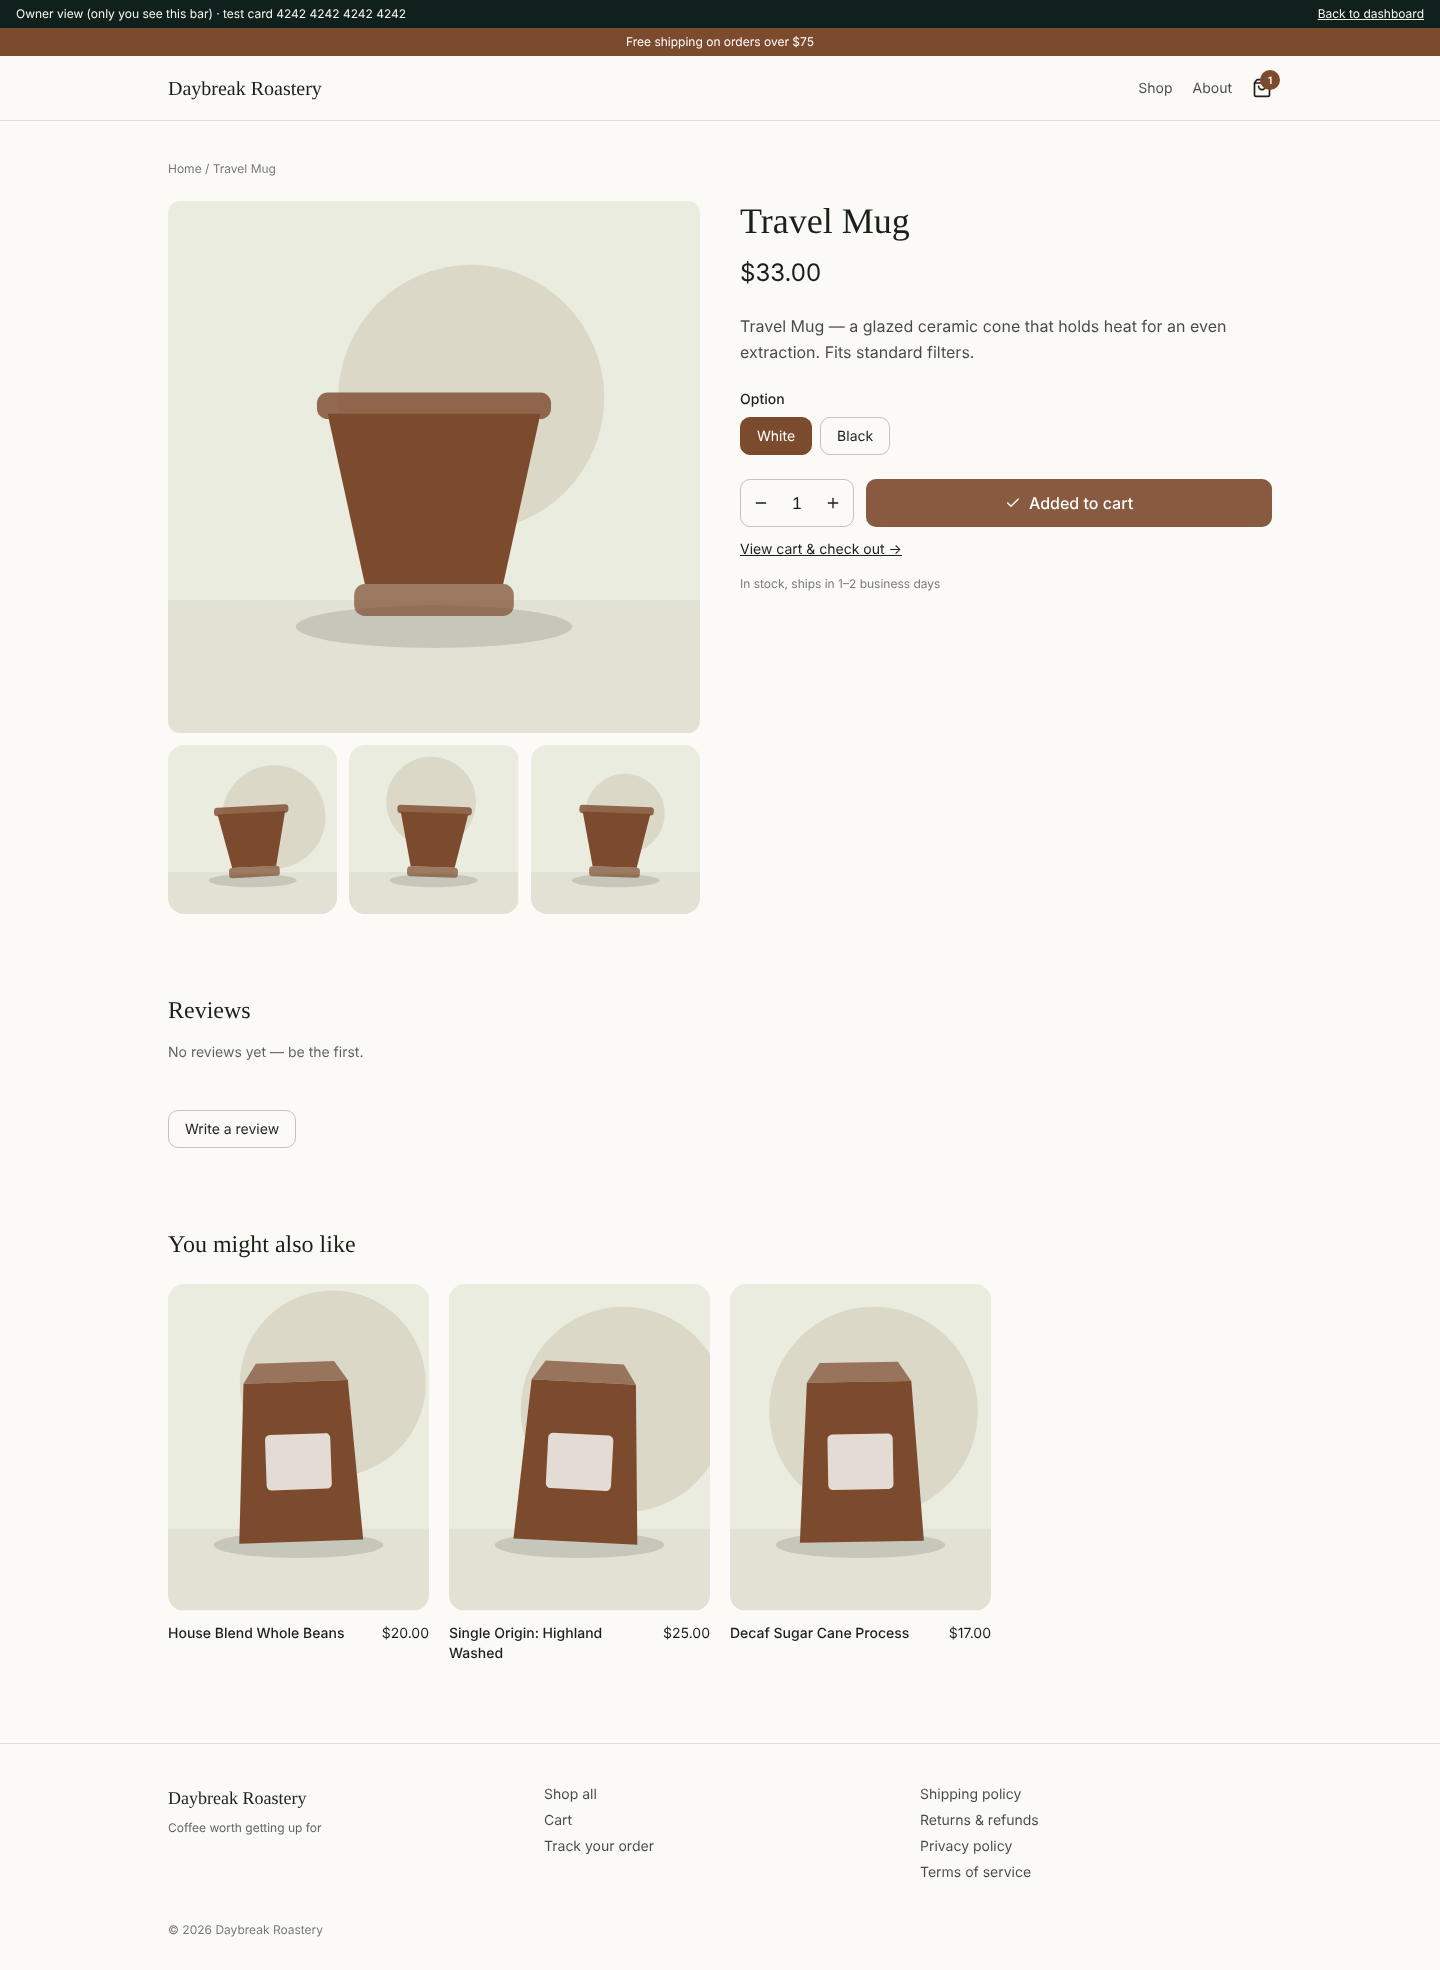 Owner view (only you see this bar) · test card 4242 4242 4242 4242
Back to dashboard
Free shipping on orders over $75
Daybreak Roastery
Shop
About
1
Home / Travel Mug
Travel Mug
$33.00
Travel Mug — a glazed ceramic cone that holds heat for an even
extraction. Fits standard filters.
Option
White
Black
− 1 +
Added to cart
View cart & check out →
In stock, ships in 1–2 business days
Reviews
No reviews yet — be the first.
Write a review
You might also like
House Blend Whole Beans
$20.00
Single Origin: Highland
Washed
$25.00
Decaf Sugar Cane Process
$17.00
Daybreak Roastery
Coffee worth getting up for
Shop all
Cart
Track your order
Shipping policy
Returns & refunds
Privacy policy
Terms of service
© 2026 Daybreak Roastery